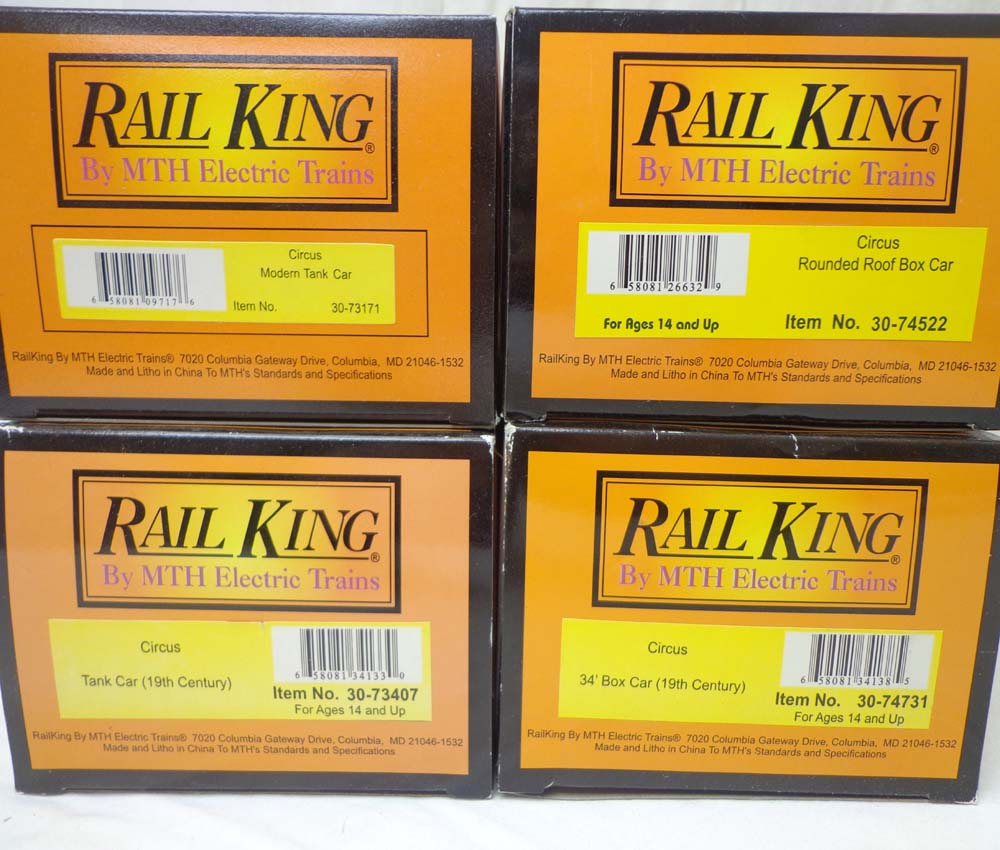 RAIL KING®
By MTH Electric Trains
Circus
Modern Tank Car
6 58081 09717 6
Item No. 30-73171
RailKing By MTH Electric Trains® 7020 Columbia Gateway Drive, Columbia, MD 21046-1532
Made and Litho in China To MTH's Standards and Specifications
RAIL KING®
By MTH Electric Trains
Circus
Rounded Roof Box Car
6 58081 26632 9
For Ages 14 and Up Item No. 30-74522
RailKing By MTH Electric Trains® 7020 Columbia Gateway Drive, Columbia, MD 21046-1532
Made and Litho in China To MTH's Standards and Specifications
RAIL KING®
By MTH Electric Trains
Circus
Tank Car (19th Century)
6 58081 34133 0
Item No. 30-73407
For Ages 14 and Up
RailKing By MTH Electric Trains® 7020 Columbia Gateway Drive, Columbia, MD 21046-1532
Made and Litho in China To MTH's Standards and Specifications
RAIL KING®
By MTH Electric Trains
Circus
34' Box Car (19th Century)
6 58081 34138 5
Item No. 30-74731
For Ages 14 and Up
RailKing By MTH Electric Trains® 7020 Columbia Gateway Drive, Columbia, MD 21046-1532
Made and Litho in China To MTH's Standards and Specifications